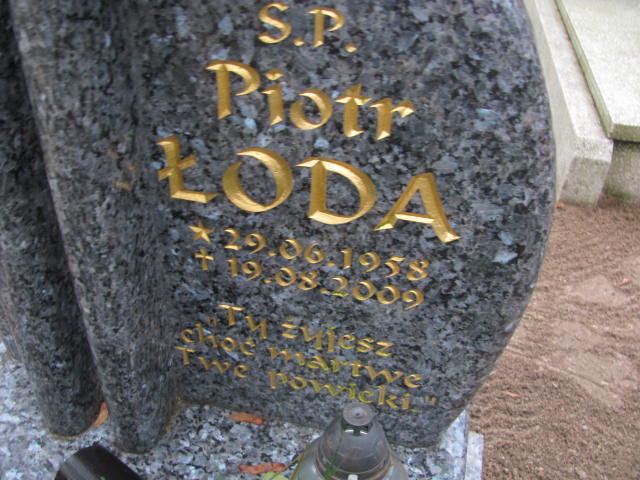 Ś.P.
Piotr
ŁODA
* 29.06.1958
† 19.08.2009
„Ty żyjesz
choć martwe
Twe powieki."